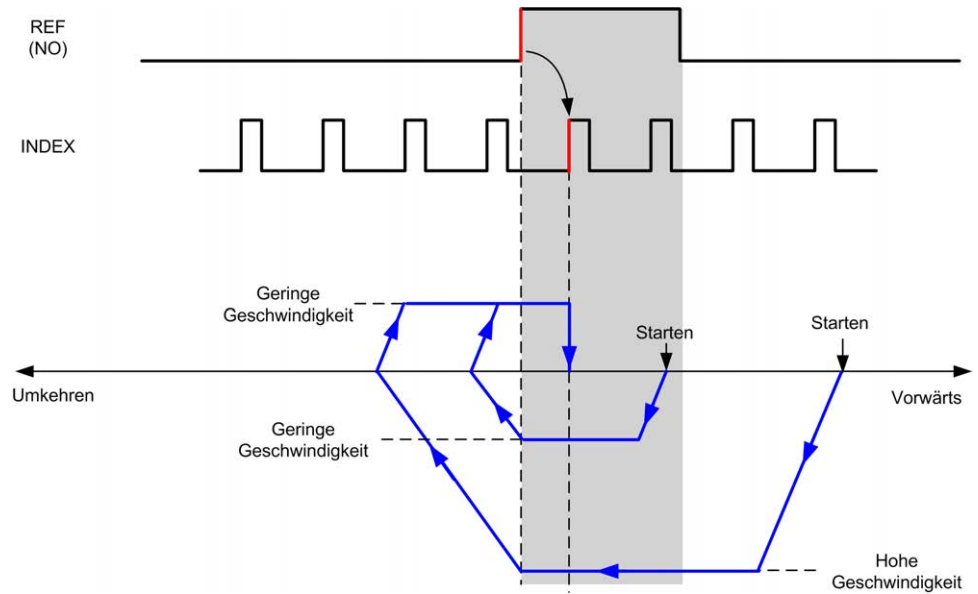 REF
(NO)
INDEX
Geringe
Geschwindigkeit
Starten
Starten
Umkehren
Vorwärts
Geringe
Geschwindigkeit
Hohe
Geschwindigkeit